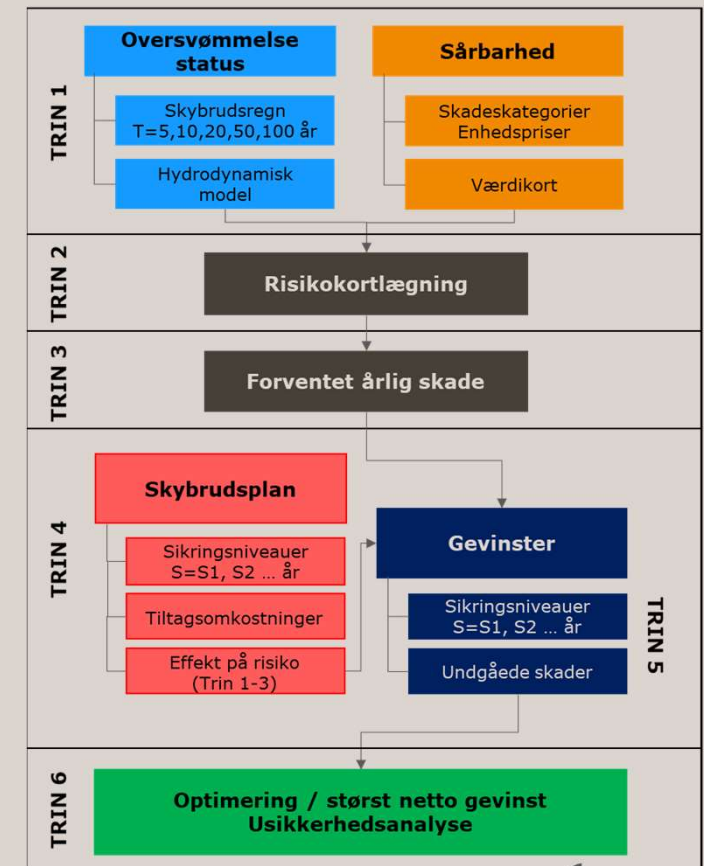 TRIN 1
Oversvømmelse
status
Skybrudsregn
T=5,10,20,50,100 år
Hydrodynamisk
model
Sårbarhed
Skadeskategorier
Enhedspriser
Værdikort
TRIN 2
Risikokortlægning
TRIN 3
Forventet årlig skade
TRIN 4
Skybrudsplan
Sikringsniveauer
S=S1, S2 ... år
Tiltagsomkostninger
Effekt på risiko
(Trin 1-3)
Gevinster
Sikringsniveauer
S=S1, S2 ... år
Undgåede skader
TRIN 5
TRIN 6
Optimering / størst netto gevinst
Usikkerhedsanalyse